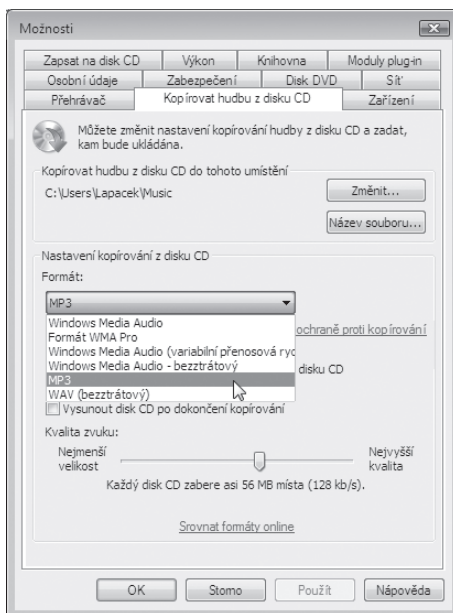 Možnosti
Zapsat na disk CD Výkon Knihovna Moduly plug-in
Osobní údaje Zabezpečení Disk DVD Síť
Přehrávač Kopírovat hudbu z disku CD Zařízení
Můžete změnit nastavení kopírování hudby z disku CD a zadat,
kam bude ukládána.
Kopírovat hudbu z disku CD do tohoto umístění
C:\Users\Lapacek\Music Změnit...
Název souboru...
Nastavení kopírování z disku CD
Formát:
MP3
Windows Media Audio
Formát WMA Pro ochraně proti kopírování
Windows Media Audio (variabilní přenosová ryc
Windows Media Audio - bezztrátový disku CD
MP3
WAV (bezztrátový)
Vysunout disk CD po dokončení kopírování
Kvalita zvuku:
Nejmenší Nejvyšší
velikost kvalita
Každý disk CD zabere asi 56 MB místa (128 kb/s).
Srovnat formáty online
OK Storno Použít Nápověda